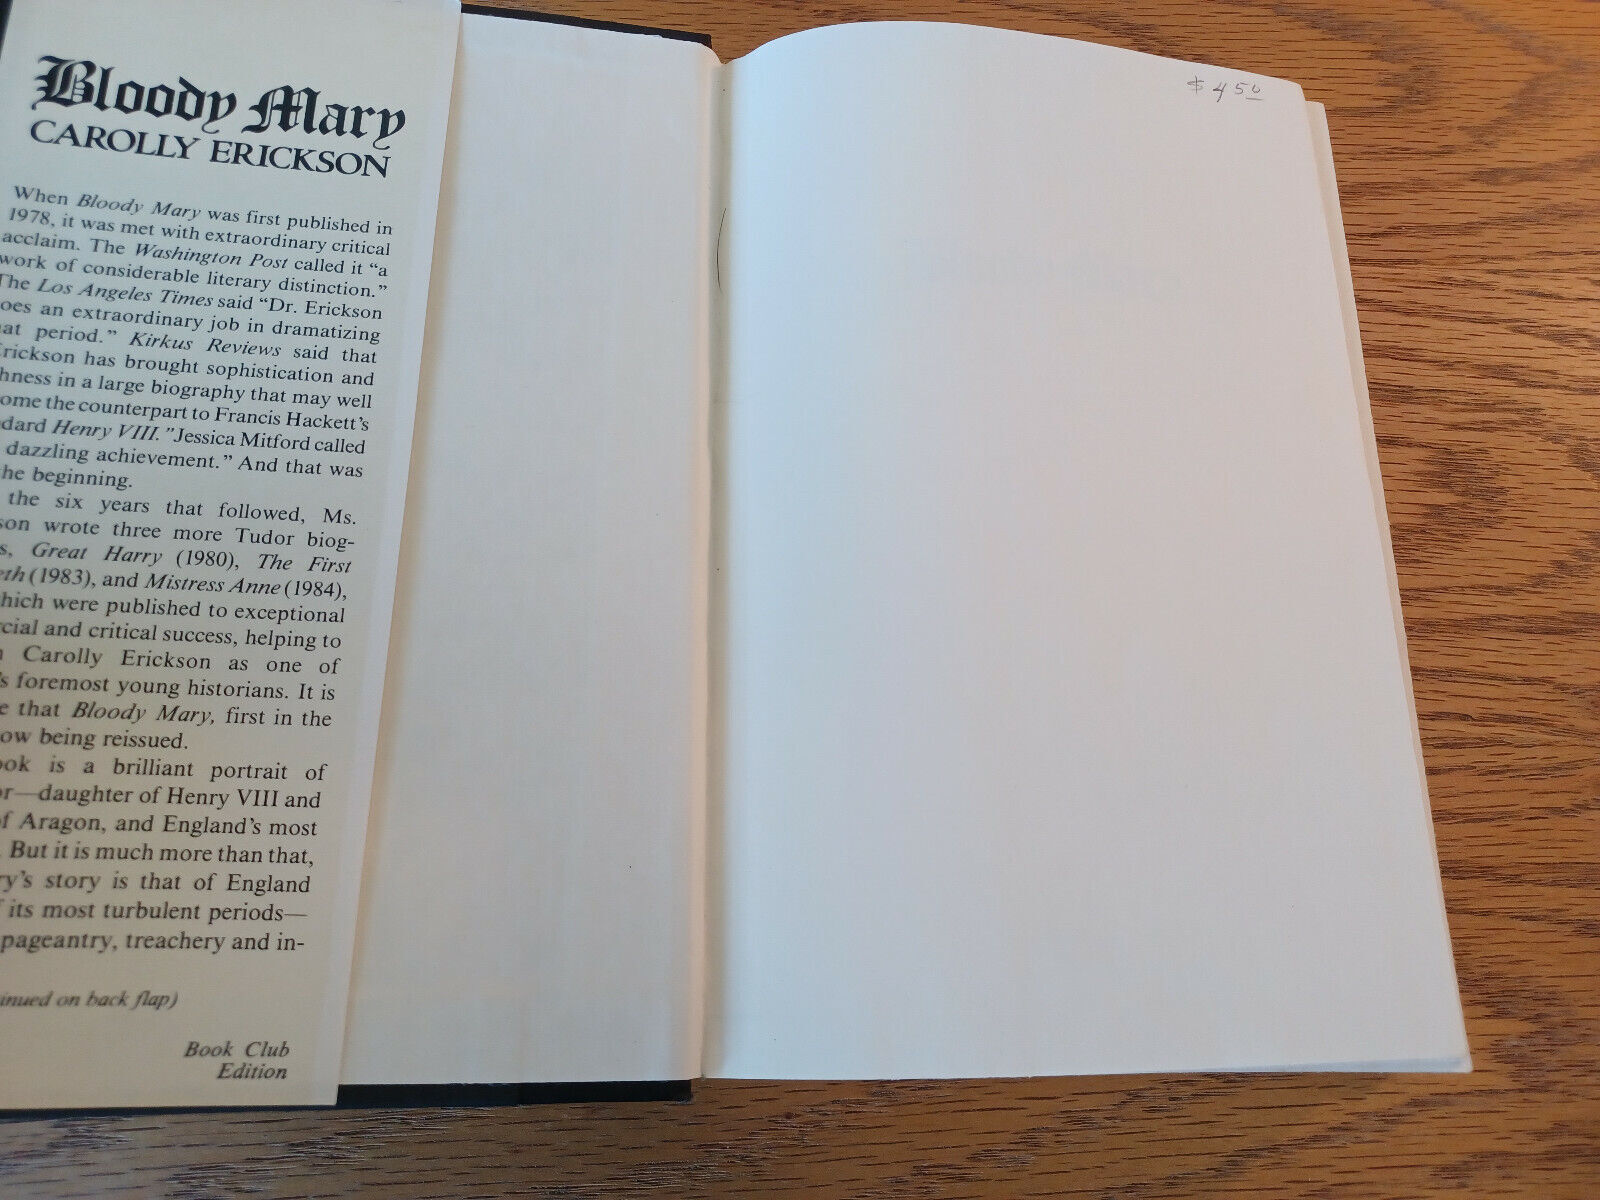 Bloody Mary
CAROLLY ERICKSON
When Bloody Mary was first published in
1978, it was met with extraordinary critical
acclaim. The Washington Post called it “a
work of considerable literary distinction.”
The Los Angeles Times said “Dr. Erickson
oes an extraordinary job in dramatizing
at period.” Kirkus Reviews said that
Erickson has brought sophistication and
hness in a large biography that may well
ome the counterpart to Francis Hackett’s
dard Henry VIII.” Jessica Mitford called
dazzling achievement.” And that was
he beginning.
the six years that followed, Ms.
son wrote three more Tudor biog-
s, Great Harry (1980), The First
eth (1983), and Mistress Anne (1984),
hich were published to exceptional
cial and critical success, helping to
Carolly Erickson as one of
’s foremost young historians. It is
e that Bloody Mary, first in the
ow being reissued.
ook is a brilliant portrait of
or—daughter of Henry VIII and
f Aragon, and England’s most
. But it is much more than that,
ry’s story is that of England
its most turbulent periods—
pageantry, treachery and in-
inued on back flap)
Book Club
Edition
$ 4 50